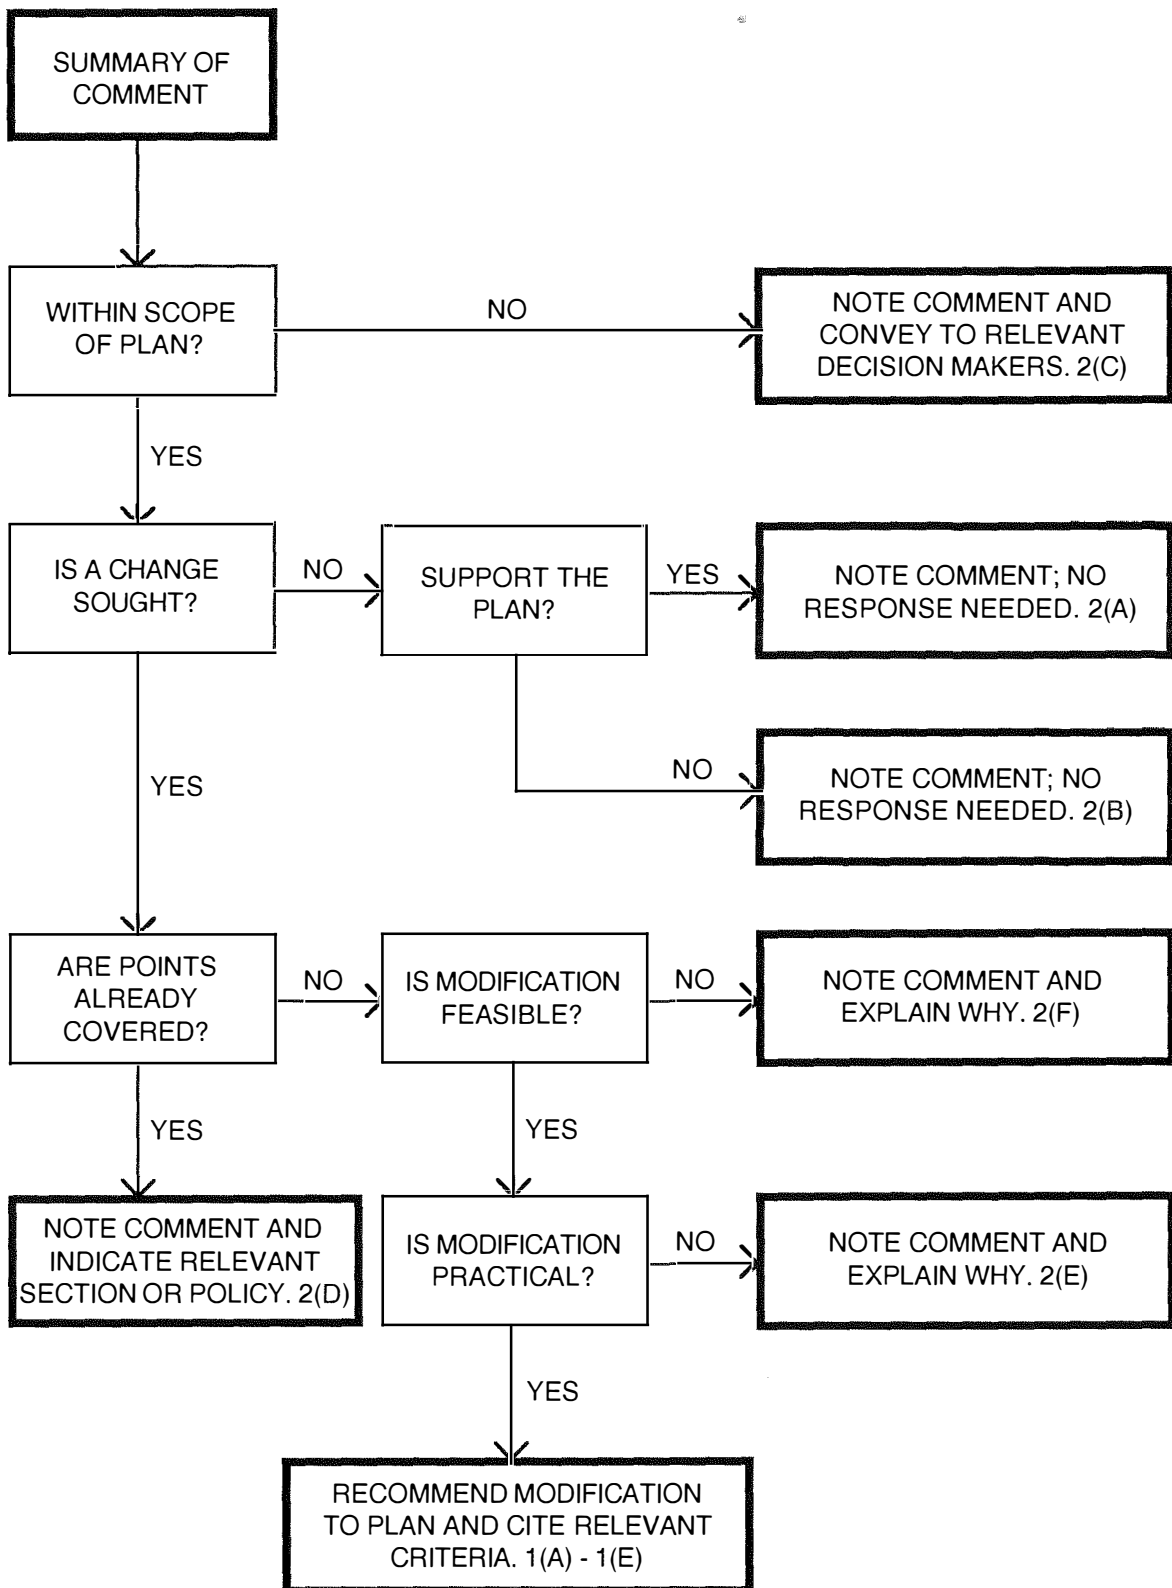 SUMMARY OF
COMMENT
WITHIN SCOPE
OF PLAN?
NO
NOTE COMMENT AND
CONVEY TO RELEVANT
DECISION MAKERS. 2(C)
YES
IS A CHANGE
SOUGHT?
NO
SUPPORT THE
PLAN?
YES
NOTE COMMENT; NO
RESPONSE NEEDED. 2(A)
NO
NOTE COMMENT; NO
RESPONSE NEEDED. 2(B)
YES
ARE POINTS
ALREADY
COVERED?
NO
IS MODIFICATION
FEASIBLE?
NO
NOTE COMMENT AND
EXPLAIN WHY. 2(F)
YES
YES
NOTE COMMENT AND
INDICATE RELEVANT
SECTION OR POLICY. 2(D)
IS MODIFICATION
PRACTICAL?
NO
NOTE COMMENT AND
EXPLAIN WHY. 2(E)
YES
RECOMMEND MODIFICATION
TO PLAN AND CITE RELEVANT
CRITERIA. 1(A) - 1(E)